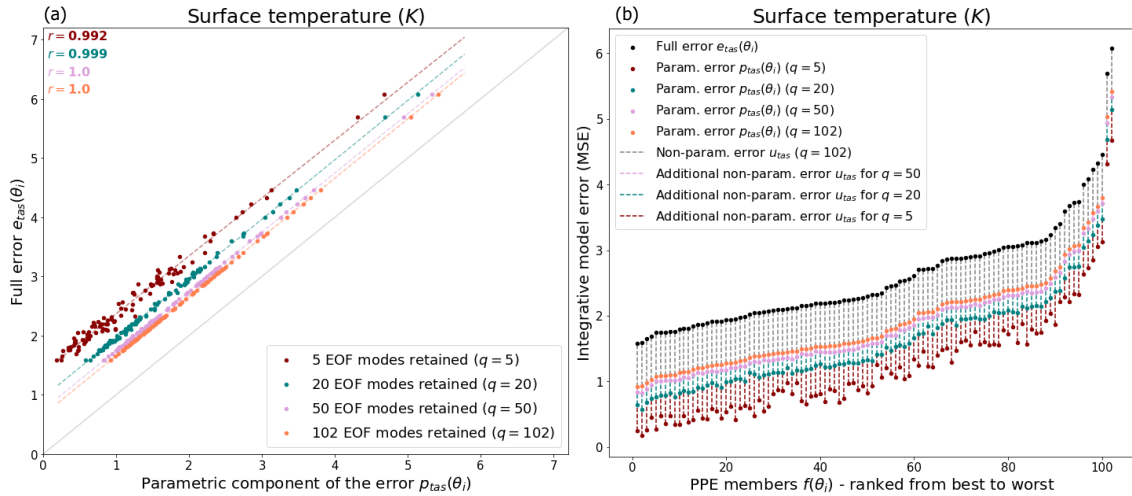 (a)
Surface temperature (K)
r = 0.992
r = 0.999
r = 1.0
r = 1.0
7
6
5
4
3
2
1
0
Full error e_tas(θ_i)
5 EOF modes retained (q = 5)
20 EOF modes retained (q = 20)
50 EOF modes retained (q = 50)
102 EOF modes retained (q = 102)
0 1 2 3 4 5 6 7
Parametric component of the error p_tas(θ_i)
(b)
Surface temperature (K)
Full error e_tas(θ_i)
Param. error p_tas(θ_i) (q = 5)
Param. error p_tas(θ_i) (q = 20)
Param. error p_tas(θ_i) (q = 50)
Param. error p_tas(θ_i) (q = 102)
Non-param. error u_tas (q = 102)
Additional non-param. error u_tas for q = 50
Additional non-param. error u_tas for q = 20
Additional non-param. error u_tas for q = 5
6
5
4
3
2
1
0
Integrative model error (MSE)
0 20 40 60 80 100
PPE members f(θ_i) - ranked from best to worst